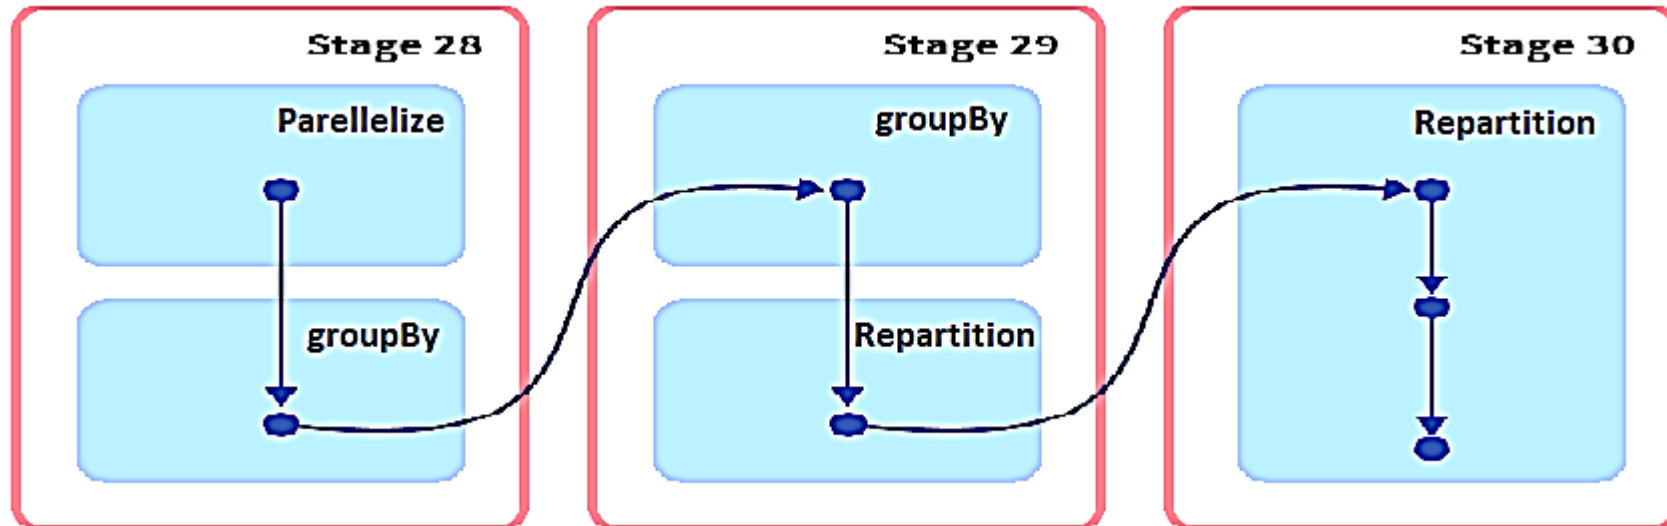 Stage 28
Parellelize
groupBy
Stage 29
groupBy
Repartition
Stage 30
Repartition